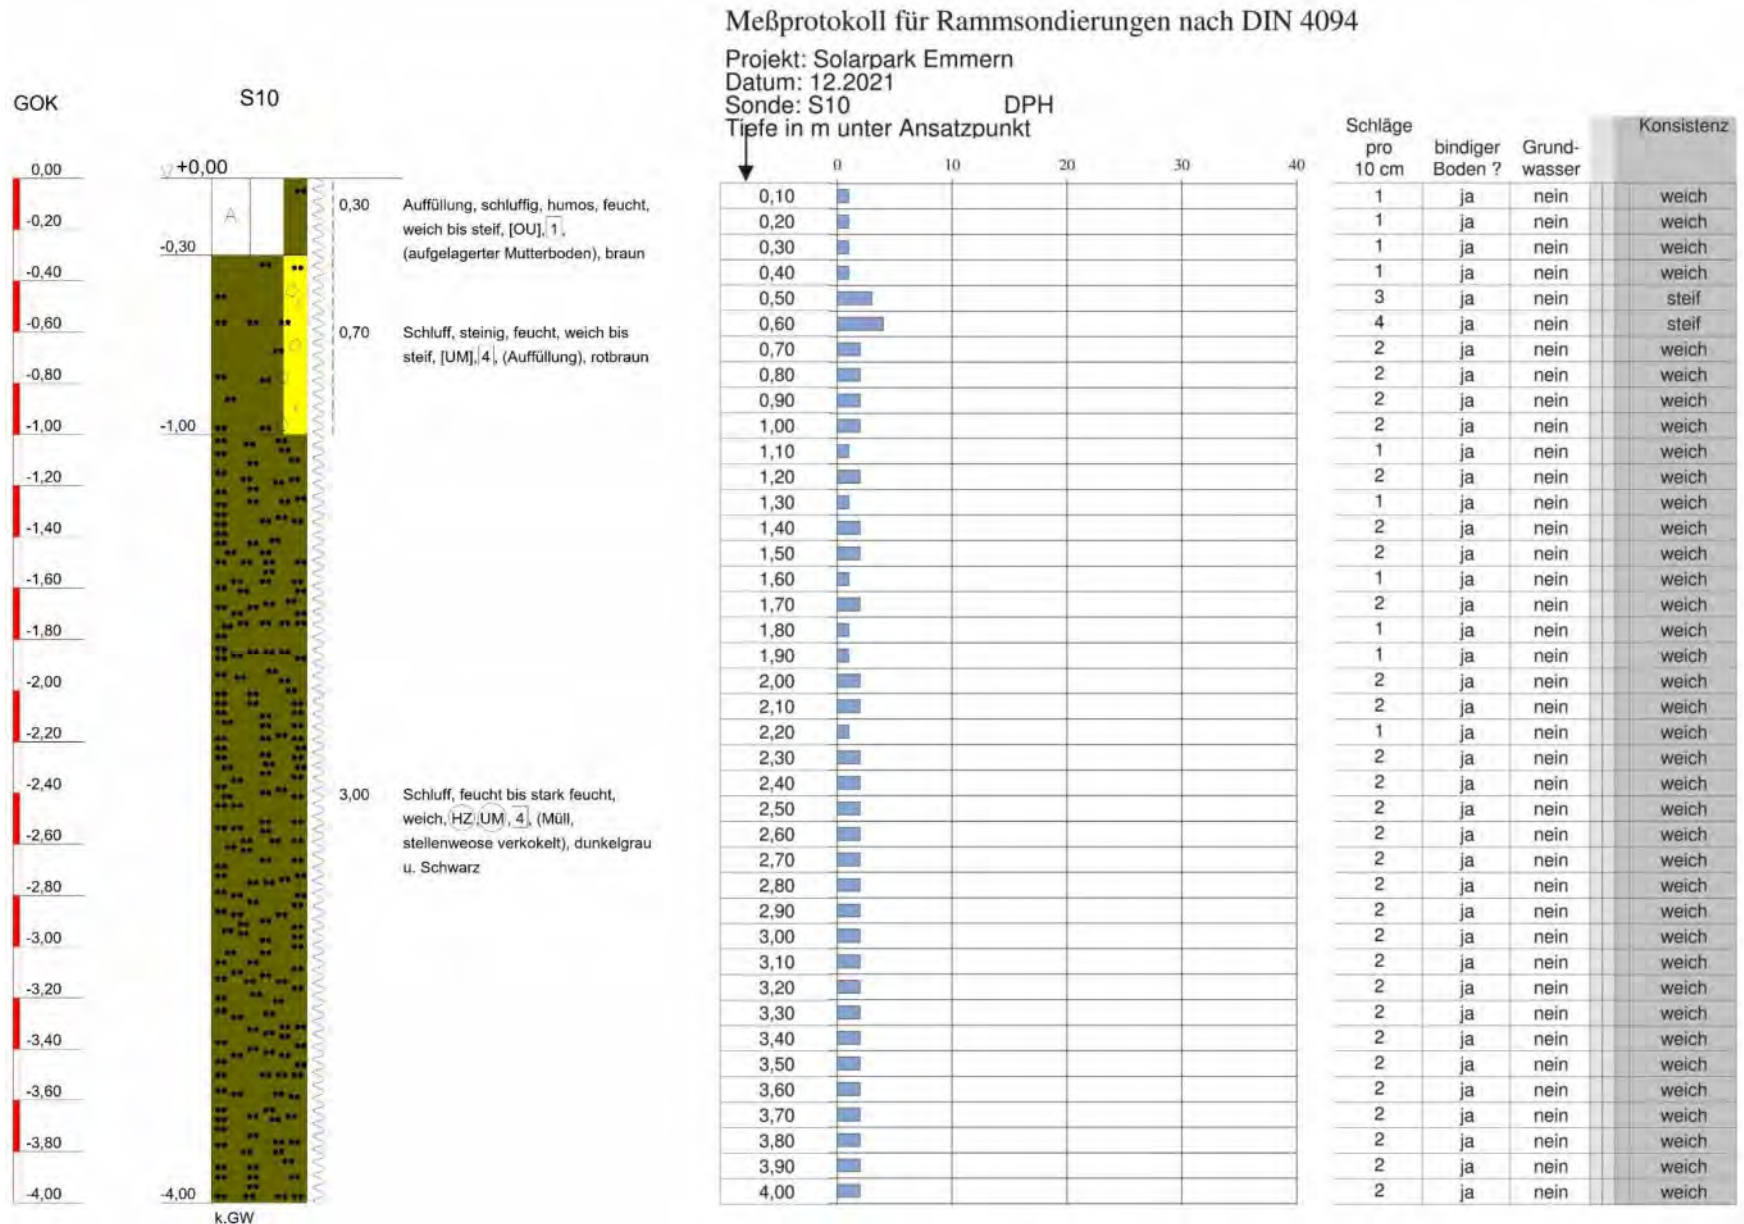 Meßprotokoll für Rammsondierungen nach DIN 4094
Projekt: Solarpark Emmern
Datum: 12.2021
Sonde: S10 DPH
Tiefe in m unter Ansatzpunkt
GOK
S10
0,00
-0,20
-0,40
-0,60
-0,80
-1,00
-1,20
-1,40
-1,60
-1,80
-2,00
-2,20
-2,40
-2,60
-2,80
-3,00
-3,20
-3,40
-3,60
-3,80
-4,00
+0,00
A
-0,30
-1,00
-4,00
k.GW
0,30 Auffüllung, schluffig, humos, feucht,
weich bis steif, [OU], 1,
(aufgelagerter Mutterboden), braun
0,70 Schluff, steinig, feucht, weich bis
steif, [UM], 4, (Auffüllung), rotbraun
3,00 Schluff, feucht bis stark feucht,
weich, HZ, UM, 4, (Müll,
stellenweose verkokelt), dunkelgrau
u. Schwarz
0 10 20 30 40
Schläge
pro
10 cm
bindiger
Boden ?
Grund-
wasser
Konsistenz
0,10 1 ja nein weich
0,20 1 ja nein weich
0,30 1 ja nein weich
0,40 1 ja nein weich
0,50 3 ja nein steif
0,60 4 ja nein steif
0,70 2 ja nein weich
0,80 2 ja nein weich
0,90 2 ja nein weich
1,00 2 ja nein weich
1,10 1 ja nein weich
1,20 2 ja nein weich
1,30 1 ja nein weich
1,40 2 ja nein weich
1,50 2 ja nein weich
1,60 1 ja nein weich
1,70 2 ja nein weich
1,80 1 ja nein weich
1,90 1 ja nein weich
2,00 2 ja nein weich
2,10 2 ja nein weich
2,20 1 ja nein weich
2,30 2 ja nein weich
2,40 2 ja nein weich
2,50 2 ja nein weich
2,60 2 ja nein weich
2,70 2 ja nein weich
2,80 2 ja nein weich
2,90 2 ja nein weich
3,00 2 ja nein weich
3,10 2 ja nein weich
3,20 2 ja nein weich
3,30 2 ja nein weich
3,40 2 ja nein weich
3,50 2 ja nein weich
3,60 2 ja nein weich
3,70 2 ja nein weich
3,80 2 ja nein weich
3,90 2 ja nein weich
4,00 2 ja nein weich